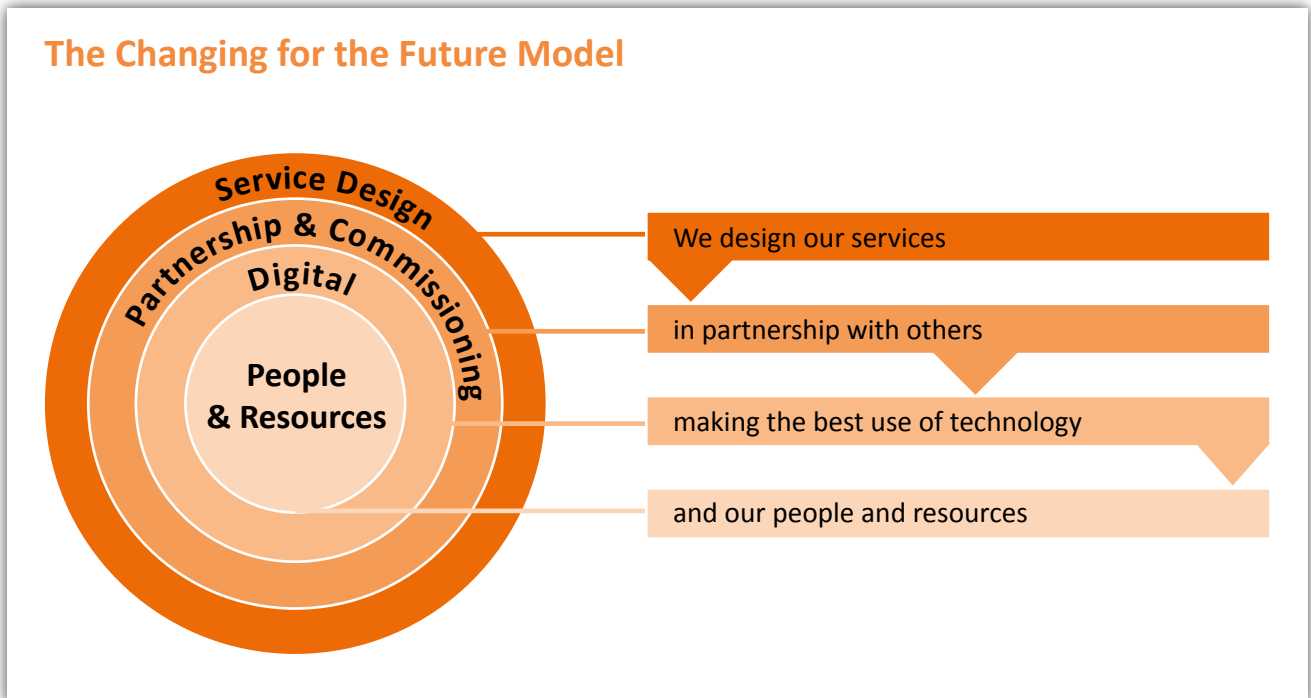 The Changing for the Future Model
Service Design
Partnership & Commissioning
Digital
People
& Resources
We design our services
in partnership with others
making the best use of technology
and our people and resources